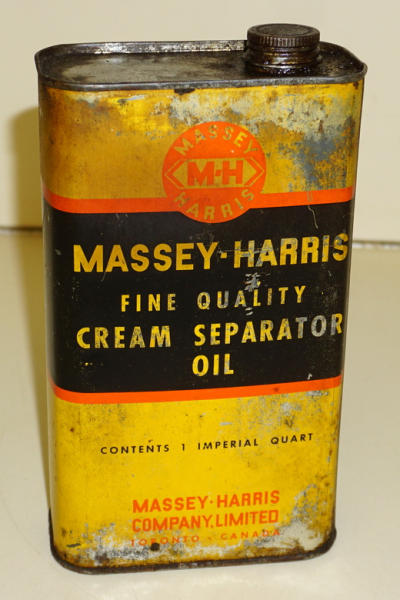 MASSEY
M-H
HARRIS
MASSEY-HARRIS
FINE QUALITY
CREAM SEPARATOR
OIL
CONTENTS 1 IMPERIAL QUART
MASSEY-HARRIS
COMPANY, LIMITED
TORONTO - CANADA